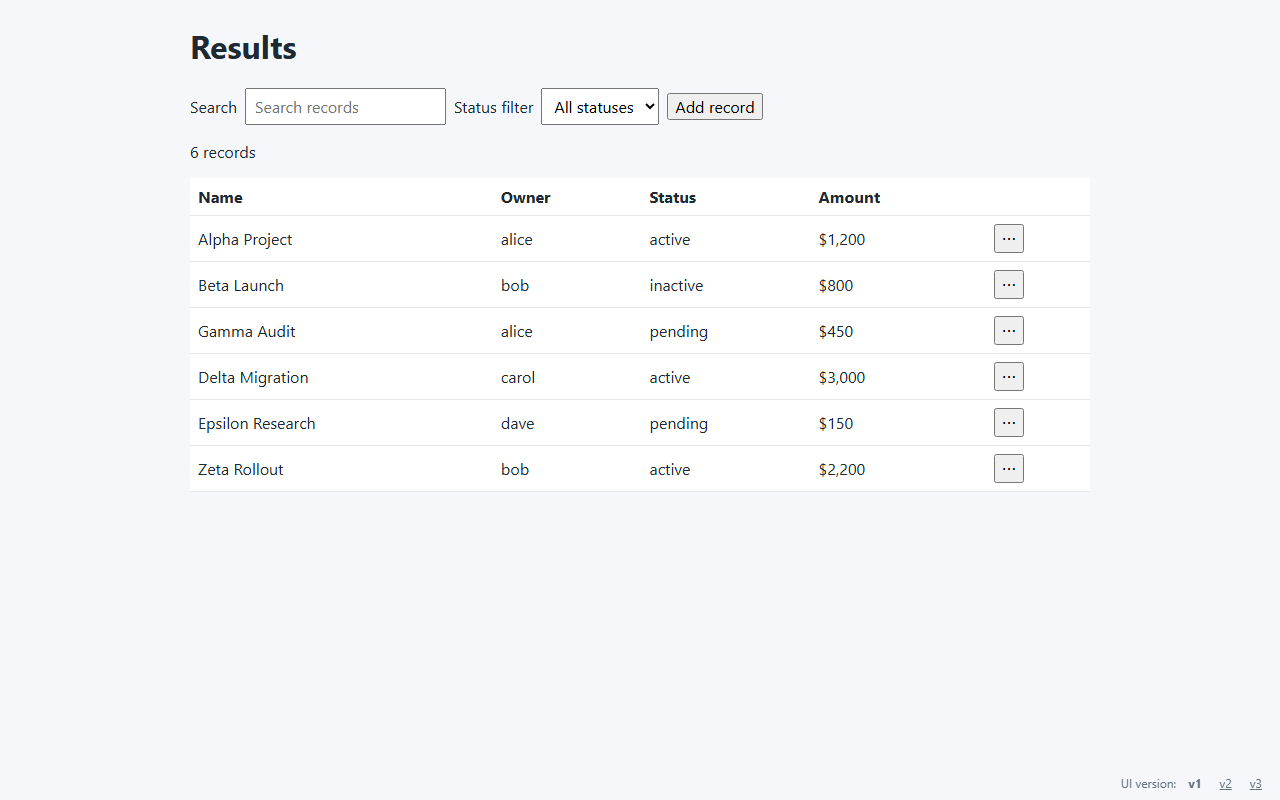 Results
Search Search records Status filter All statuses Add record
6 records
Name Owner Status Amount
Alpha Project alice active $1,200 ...
Beta Launch bob inactive $800 ...
Gamma Audit alice pending $450 ...
Delta Migration carol active $3,000 ...
Epsilon Research dave pending $150 ...
Zeta Rollout bob active $2,200 ...
UI version: v1 v2 v3